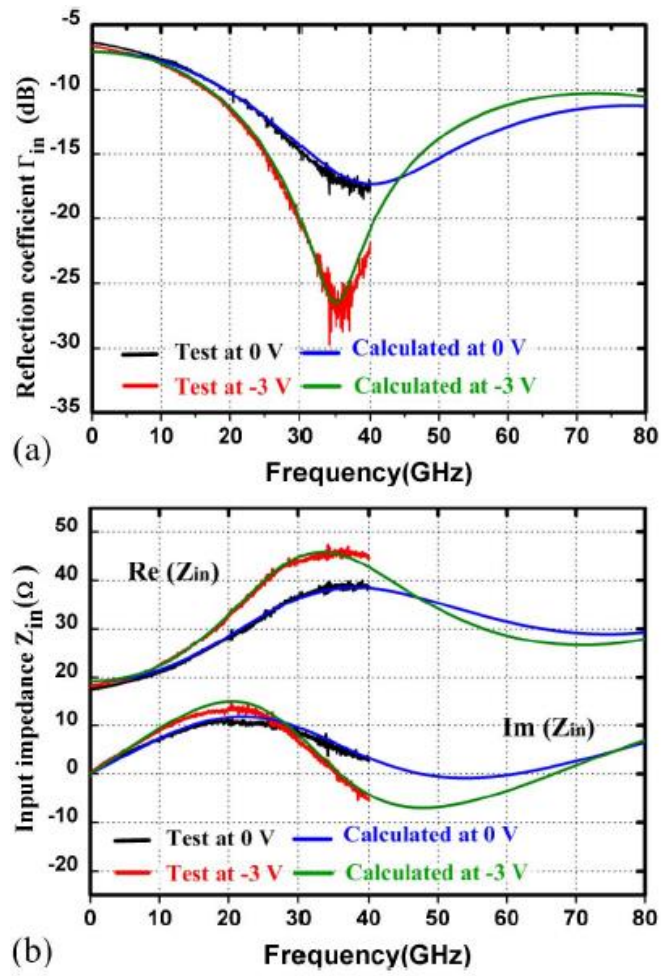 -5
-10
-15
-20
-25
-30
-35
Reflection coefficient Γin (dB)
Test at 0 V
Calculated at 0 V
Test at -3 V
Calculated at -3 V
0 10 20 30 40 50 60 70 80
Frequency(GHz)
(a)
50
40
30
20
10
0
-10
-20
Input impedance Zin(Ω)
Re (Zin)
Im (Zin)
Test at 0 V
Calculated at 0 V
Test at -3 V
Calculated at -3 V
0 10 20 30 40 50 60 70 80
Frequency(GHz)
(b)